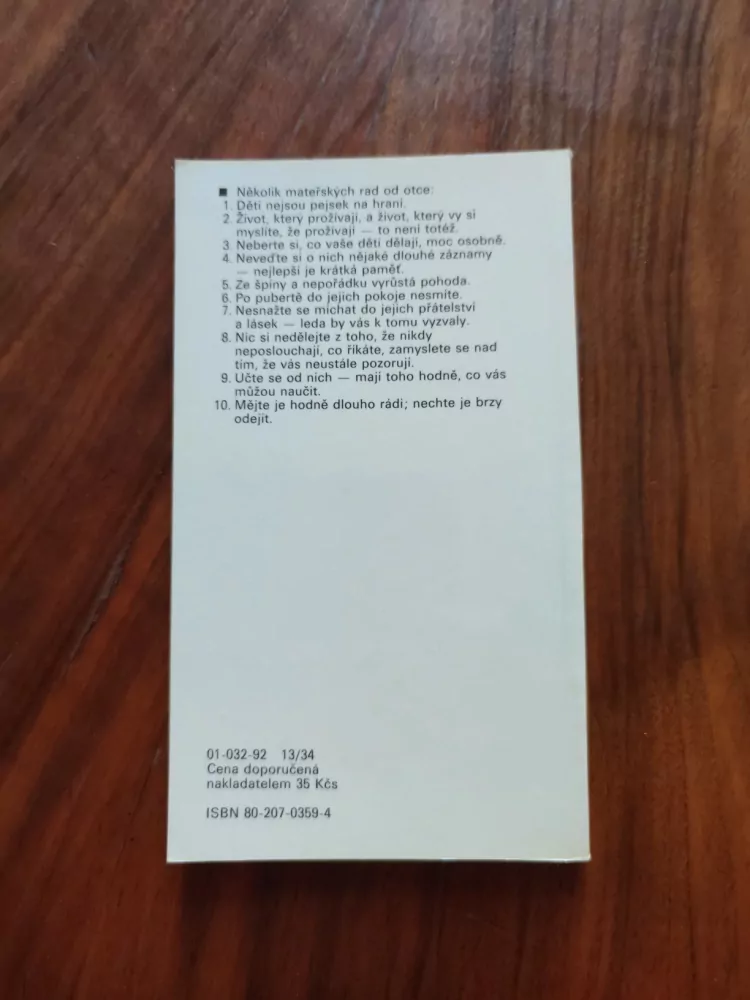 ■ Několik mateřských rad od otce:
1. Děti nejsou pejsek na hraní.
2. Život, který prožívají, a život, který vy si
myslíte, že prožívají — to není totéž.
3. Neberte si, co vaše děti dělají, moc osobně.
4. Neveďte si o nich nějaké dlouhé záznamy
— nejlepší je krátká paměť.
5. Ze špíny a nepořádku vyrůstá pohoda.
6. Po pubertě do jejich pokoje nesmíte.
7. Nesnažte se míchat do jejich přátelství
a lásek — leda by vás k tomu vyzvaly.
8. Nic si nedělejte z toho, že nikdy
neposlouchají, co říkáte, zamyslete se nad
tím, že vás neustále pozorují.
9. Učte se od nich — mají toho hodně, co vás
můžou naučit.
10. Mějte je hodně dlouho rádi; nechte je brzy
odejít.
01-032-92 13/34
Cena doporučená
nakladatelem 35 Kčs
ISBN 80-207-0359-4